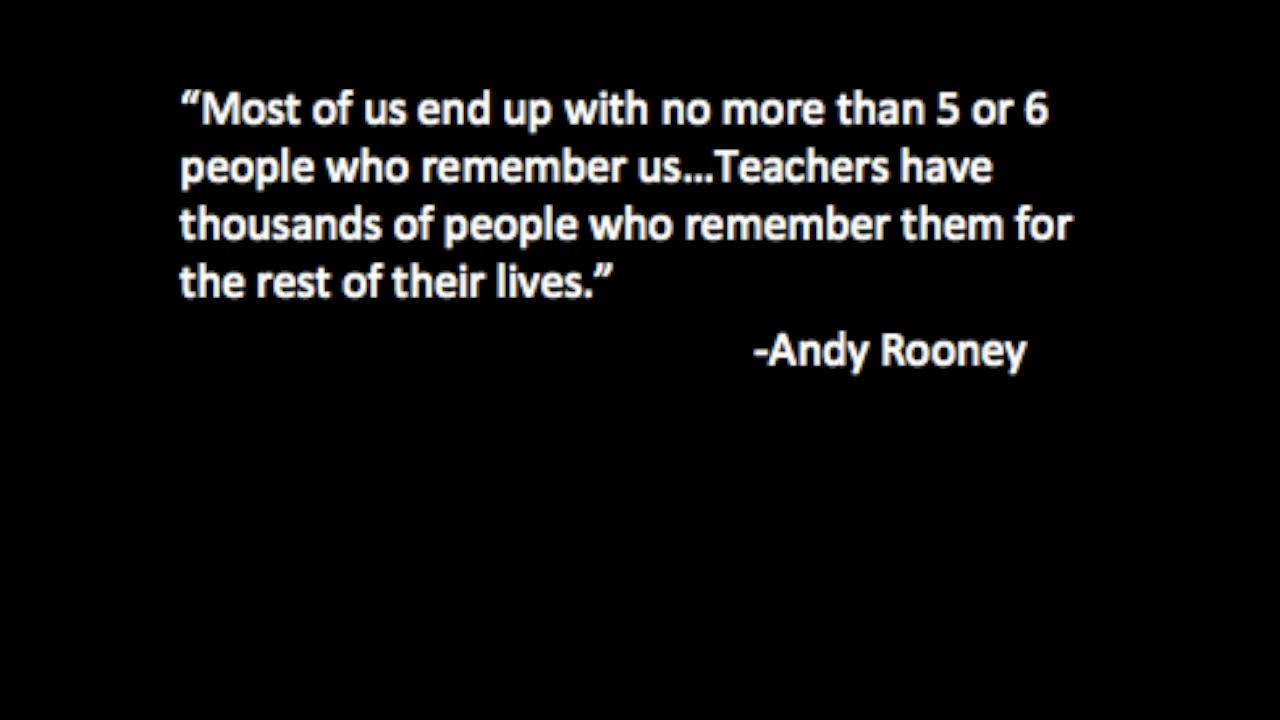 “Most of us end up with no more than 5 or 6
people who remember us...Teachers have
thousands of people who remember them for
the rest of their lives.”
-Andy Rooney